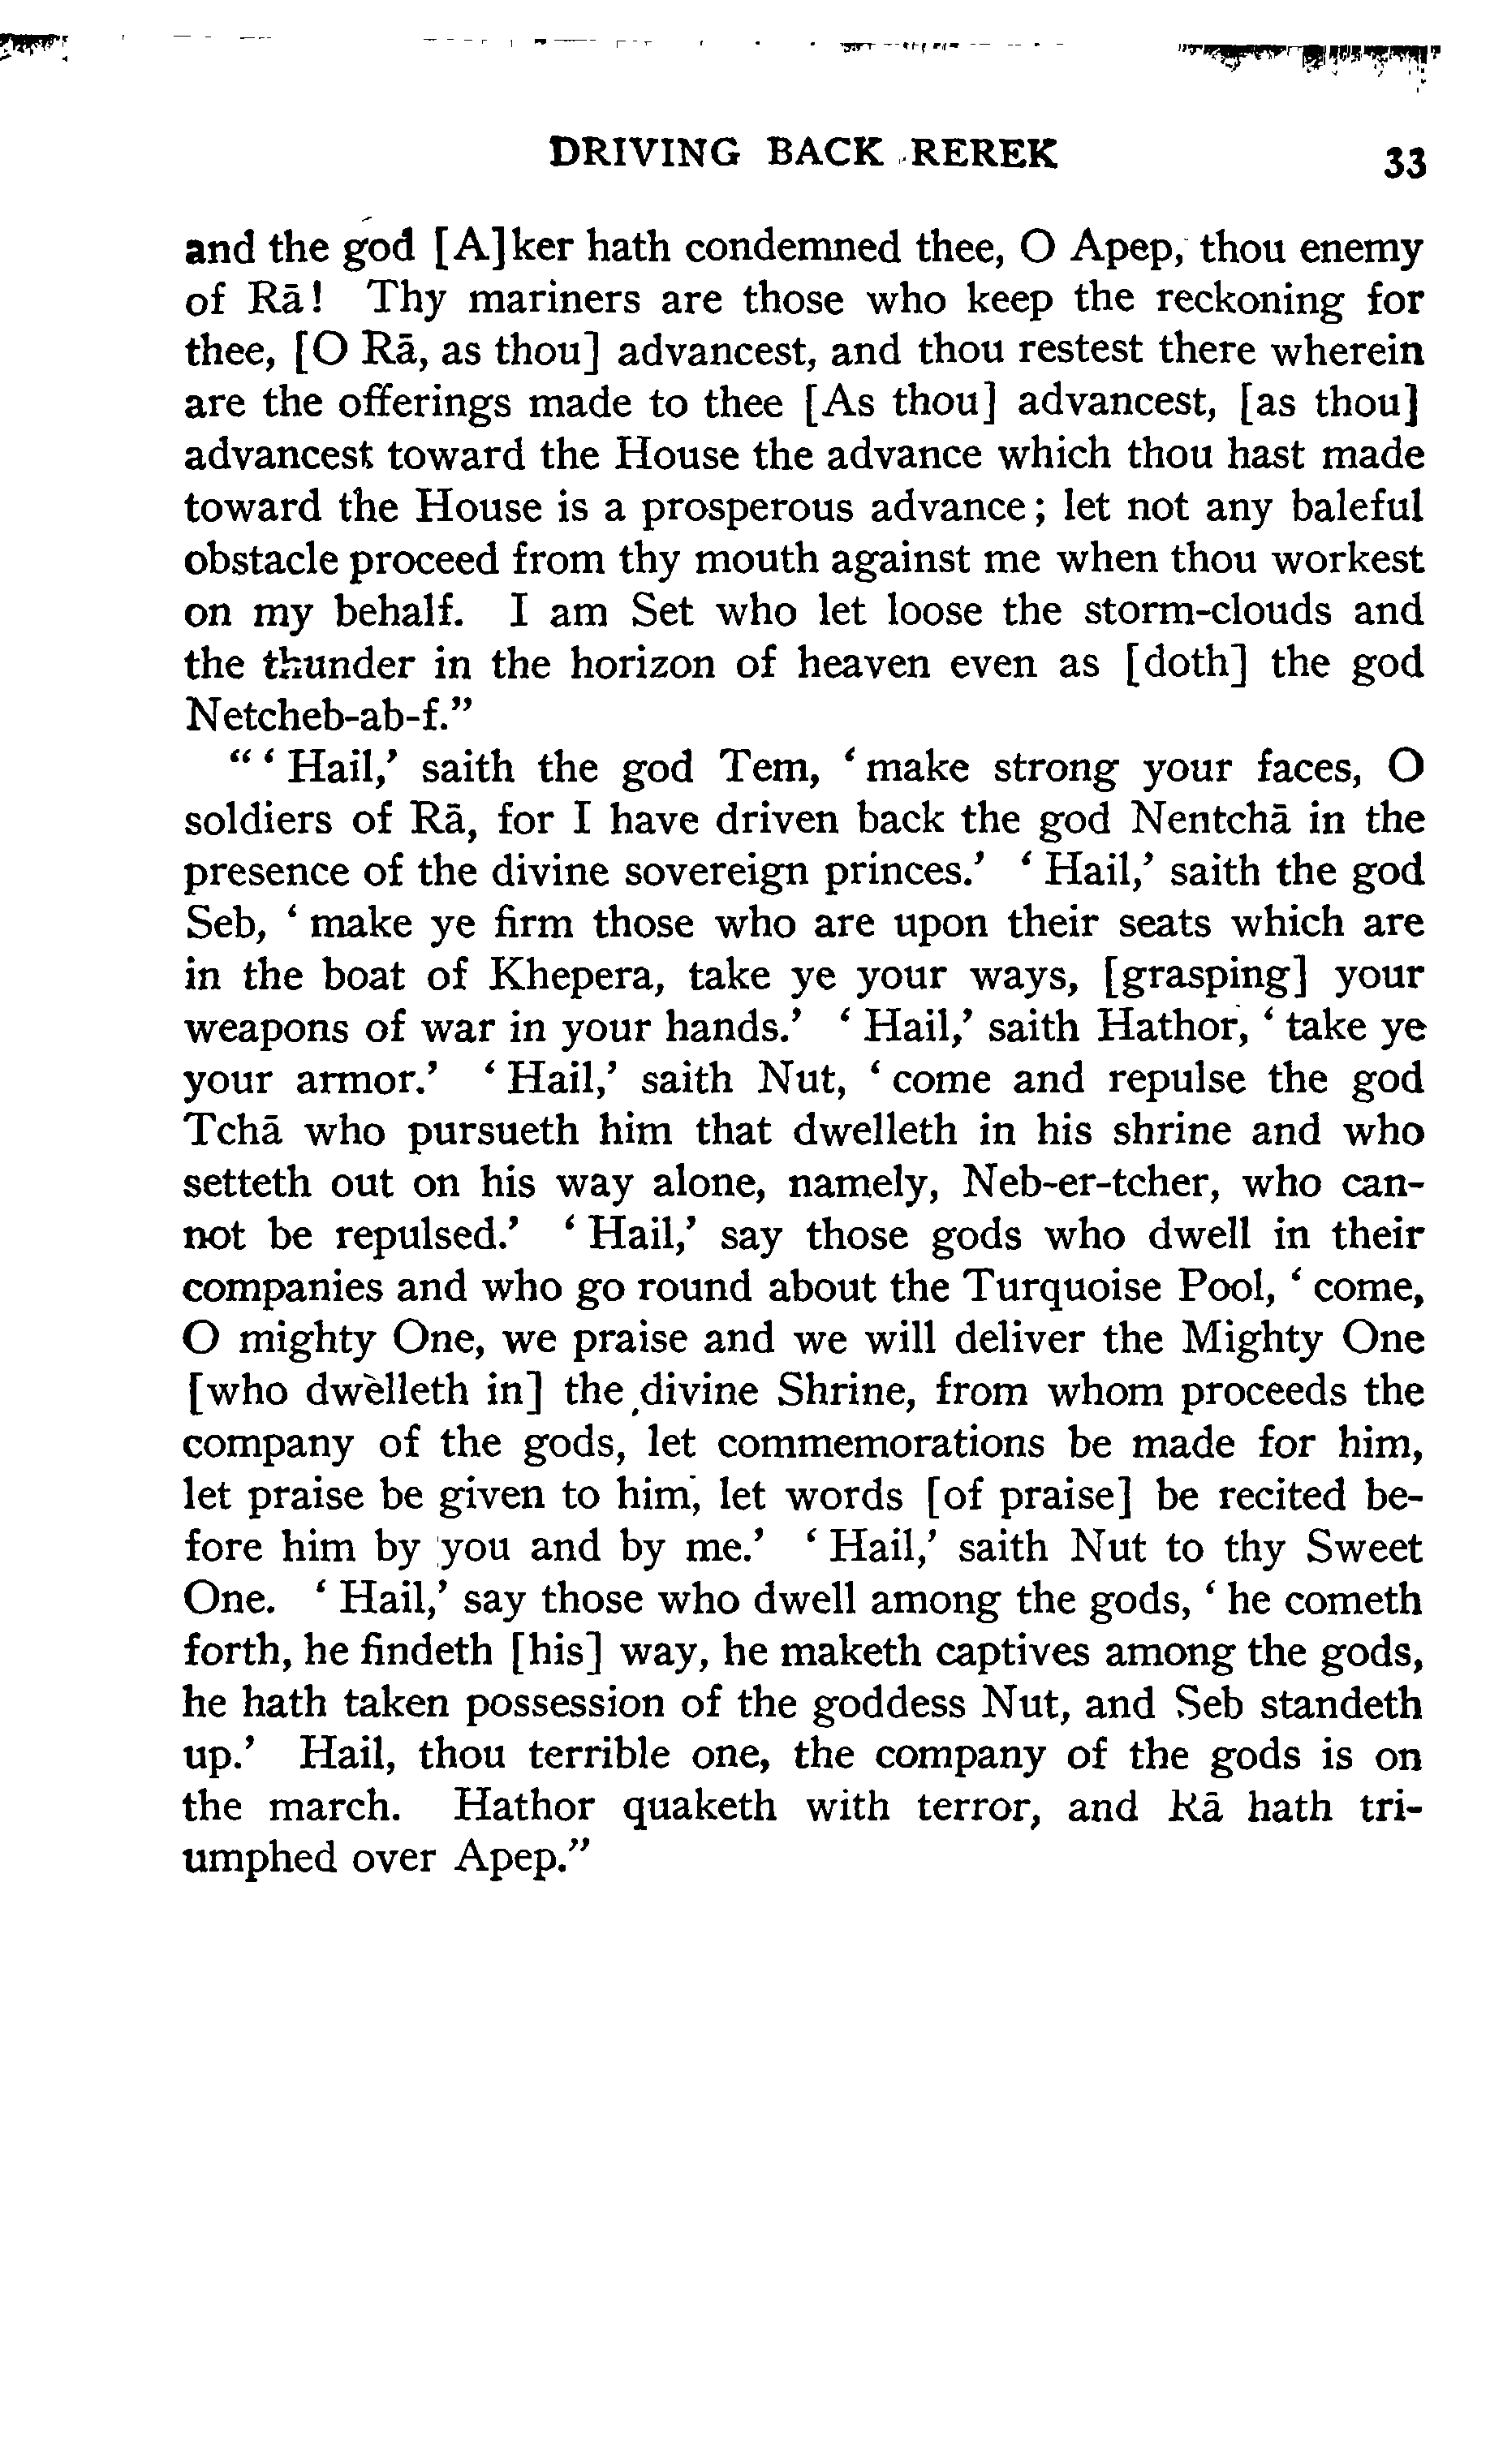 DRIVING BACK REREK 33
and the god [A]ker hath condemned thee, O Apep, thou enemy
of Rā! Thy mariners are those who keep the reckoning for
thee, [O Rā, as thou] advancest, and thou restest there wherein
are the offerings made to thee [As thou] advancest, [as thou]
advancest toward the House the advance which thou hast made
toward the House is a prosperous advance; let not any baleful
obstacle proceed from thy mouth against me when thou workest
on my behalf. I am Set who let loose the storm-clouds and
the thunder in the horizon of heaven even as [doth] the god
Netcheb-ab-f.”
“‘Hail,’ saith the god Tem, ‘make strong your faces, O
soldiers of Rā, for I have driven back the god Nentchā in the
presence of the divine sovereign princes.’ ‘Hail,’ saith the god
Seb, ‘make ye firm those who are upon their seats which are
in the boat of Khepera, take ye your ways, [grasping] your
weapons of war in your hands.’ ‘Hail,’ saith Hathor, ‘take ye
your armor.’ ‘Hail,’ saith Nut, ‘come and repulse the god
Tchā who pursueth him that dwelleth in his shrine and who
setteth out on his way alone, namely, Neb-er-tcher, who can-
not be repulsed.’ ‘Hail,’ say those gods who dwell in their
companies and who go round about the Turquoise Pool, ‘come,
O mighty One, we praise and we will deliver the Mighty One
[who dwelleth in] the divine Shrine, from whom proceeds the
company of the gods, let commemorations be made for him,
let praise be given to him, let words [of praise] be recited be-
fore him by you and by me.’ ‘Hail,’ saith Nut to thy Sweet
One. ‘Hail,’ say those who dwell among the gods, ‘he cometh
forth, he findeth [his] way, he maketh captives among the gods,
he hath taken possession of the goddess Nut, and Seb standeth
up.’ Hail, thou terrible one, the company of the gods is on
the march. Hathor quaketh with terror, and Rā hath tri-
umphed over Apep.”